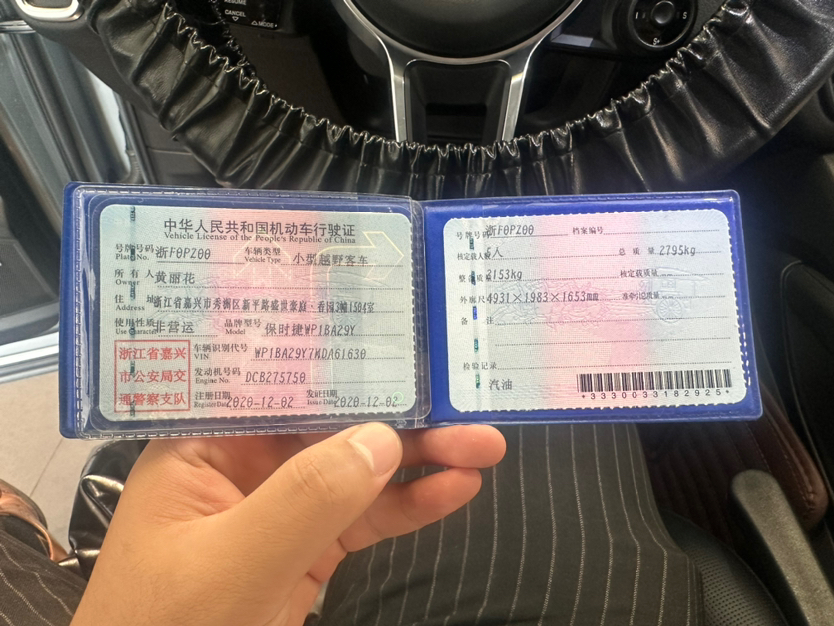 RESUME
CANCEL
MODE
S
S
中华人民共和国机动车行驶证
Vehicle License of the People's Republic of China
号牌号码 浙F0PZ00 车辆类型 小型越野客车
Plate No. Vehicle Type
所有人 黄丽花
Owner
住址 浙江省嘉兴市秀洲区新平路盛世豪庭·香园3幢1504室
Address
使用性质 非营运 品牌型号 保时捷WP1BA29Y
Use Character Model
浙江省嘉兴
市公安局交
通警察支队
车辆识别代号 WP1BA29Y7MDA61630
VIN
发动机号码 DCB275750
Engine No.
注册日期 2020-12-02 发证日期 2020-12-02
Register Date Issue Date
号牌号码 浙F0PZ00 档案编号
核定载人数 5人 总质量 2795kg
整备质量 2153kg 核定载质量
外廓尺寸 4931×1983×1653mm 准牵引总质量
备注
检验记录
汽油
*3330033182925*